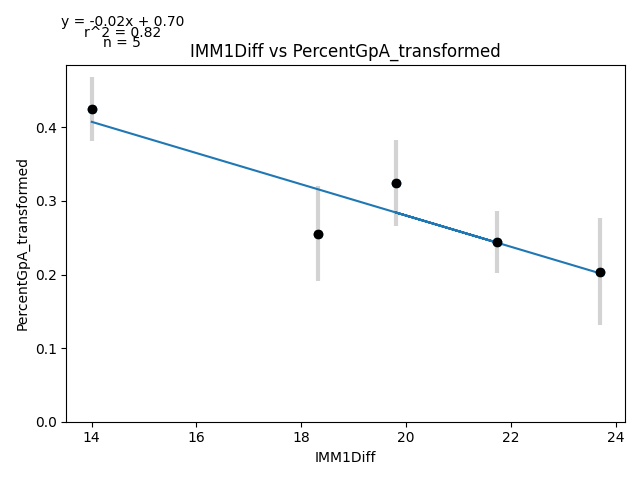 y = -0.02x + 0.70
r^2 = 0.82
n = 5
IMM1Diff vs PercentGpA_transformed
PercentGpA_transformed
0.4
0.3
0.2
0.1
0.0
14 16 18 20 22 24
IMM1Diff